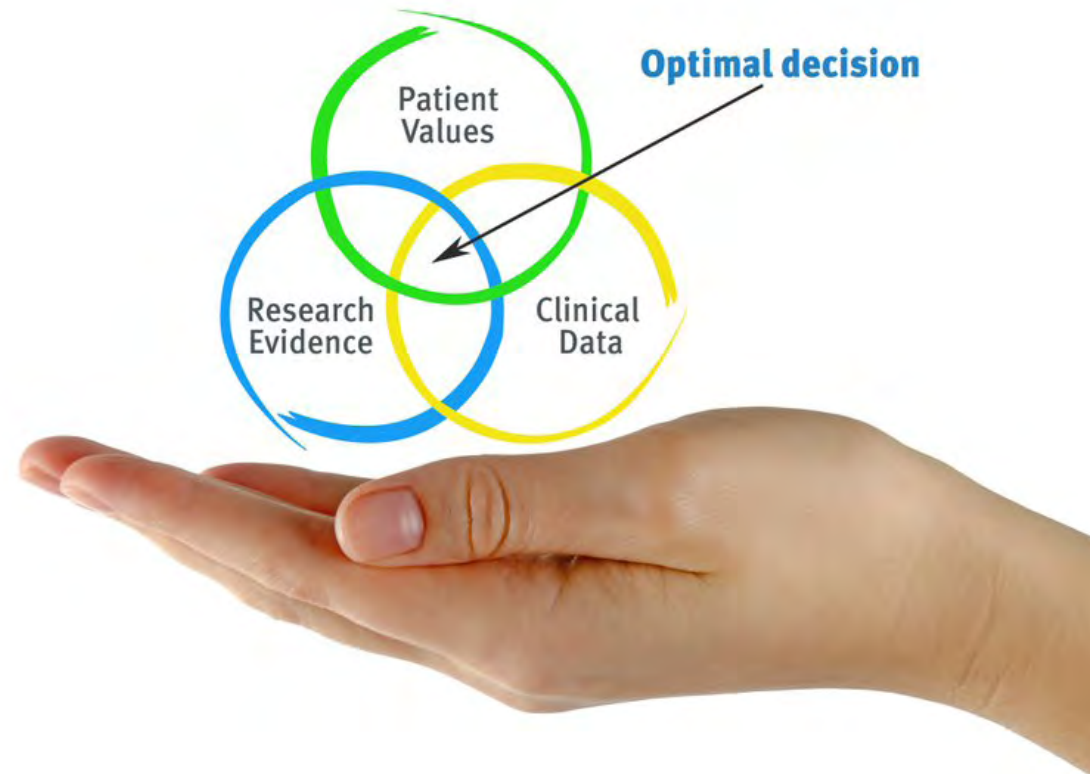 Optimal decision
Patient
Values
Research
Evidence
Clinical
Data